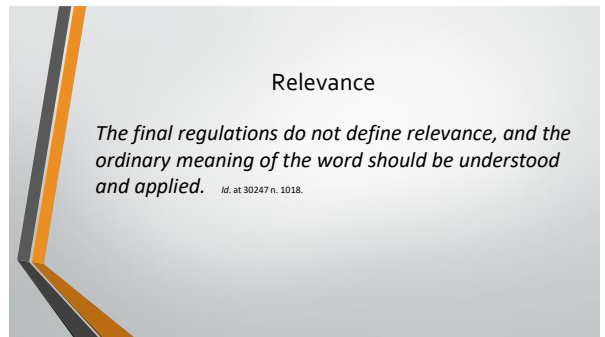 Relevance
The final regulations do not define relevance, and the
ordinary meaning of the word should be understood
and applied. Id. at 30247 n. 1018.